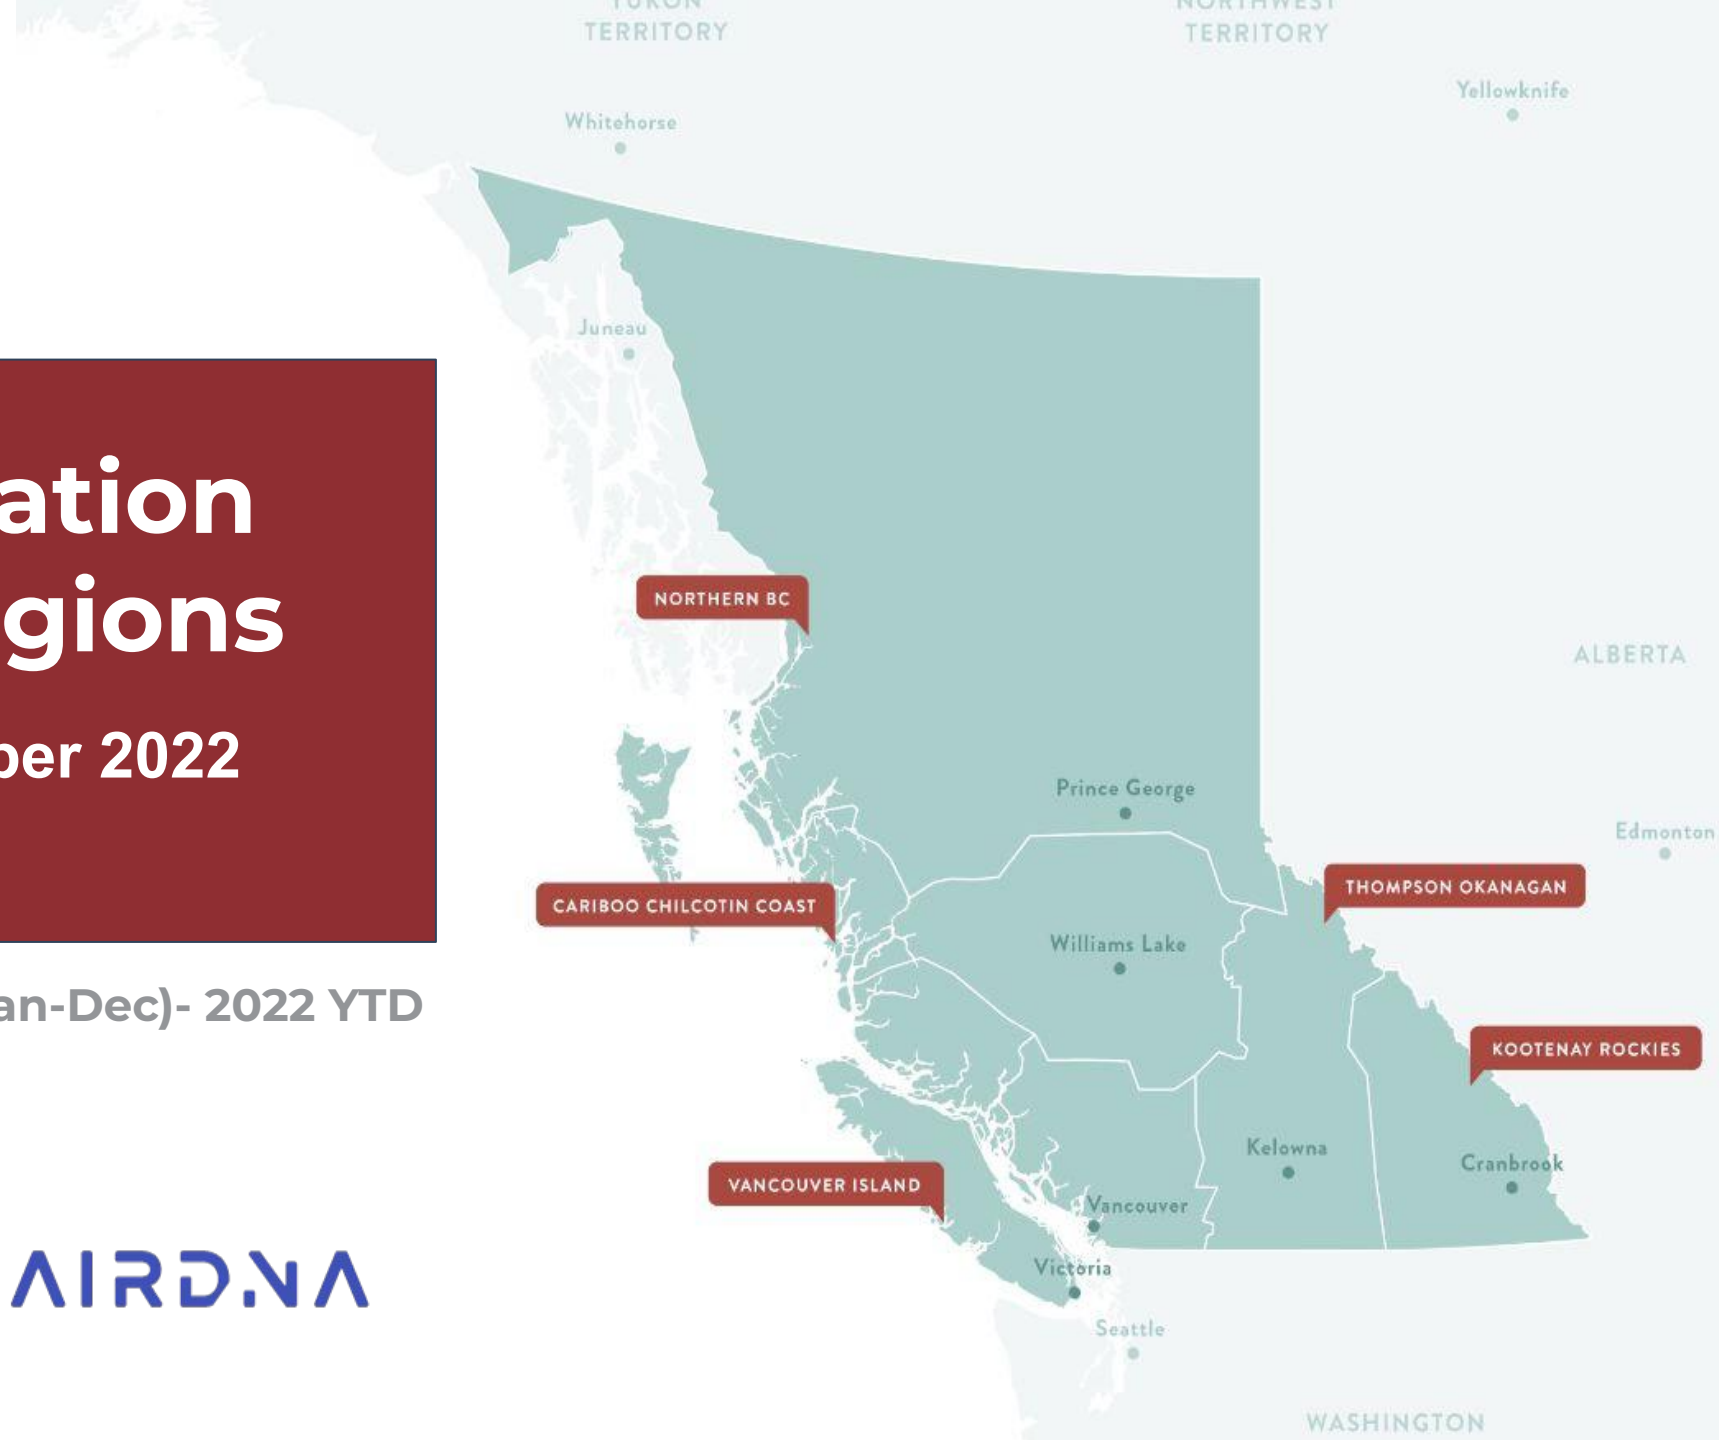 TERRITORY
TERRITORY
Yellowknife
Whitehorse
Juneau
ation
gions
ber 2022
NORTHERN BC
ALBERTA
Prince George
Edmonton
THOMPSON OKANAGAN
CARIBOO CHILCOTIN COAST
Williams Lake
an-Dec)- 2022 YTD
KOOTENAY ROCKIES
Kelowna
Cranbrook
VANCOUVER ISLAND
Vancouver
Victoria
AIRDNA
Seattle
WASHINGTON